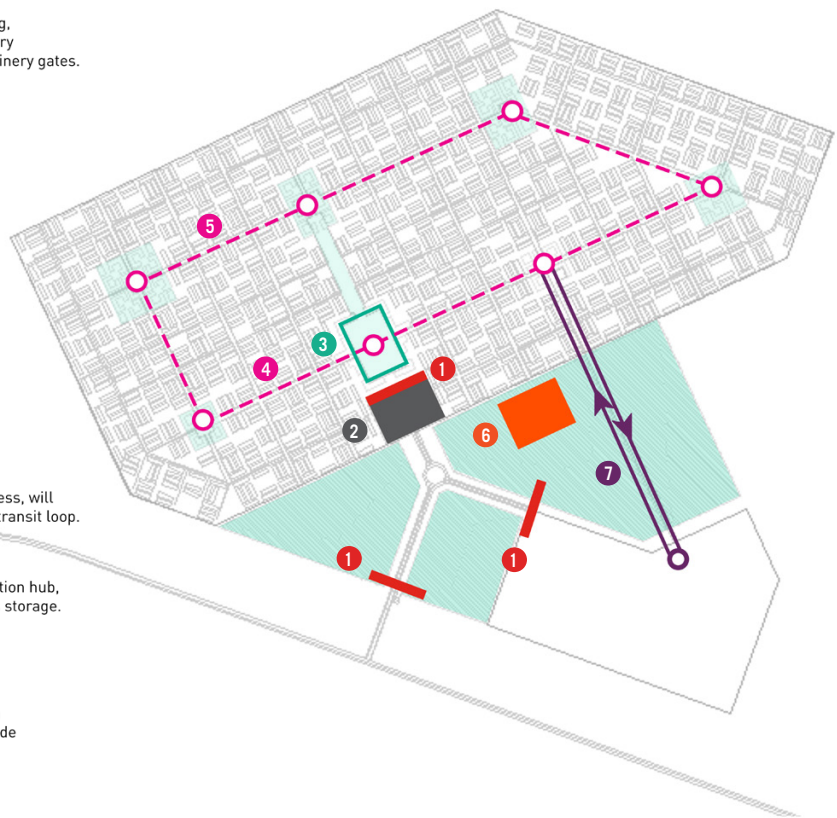 g,
ry
inery gates.
5
3
4
1
2
6
7
ess, will
transit loop.
1
1
tion hub,
storage.
de